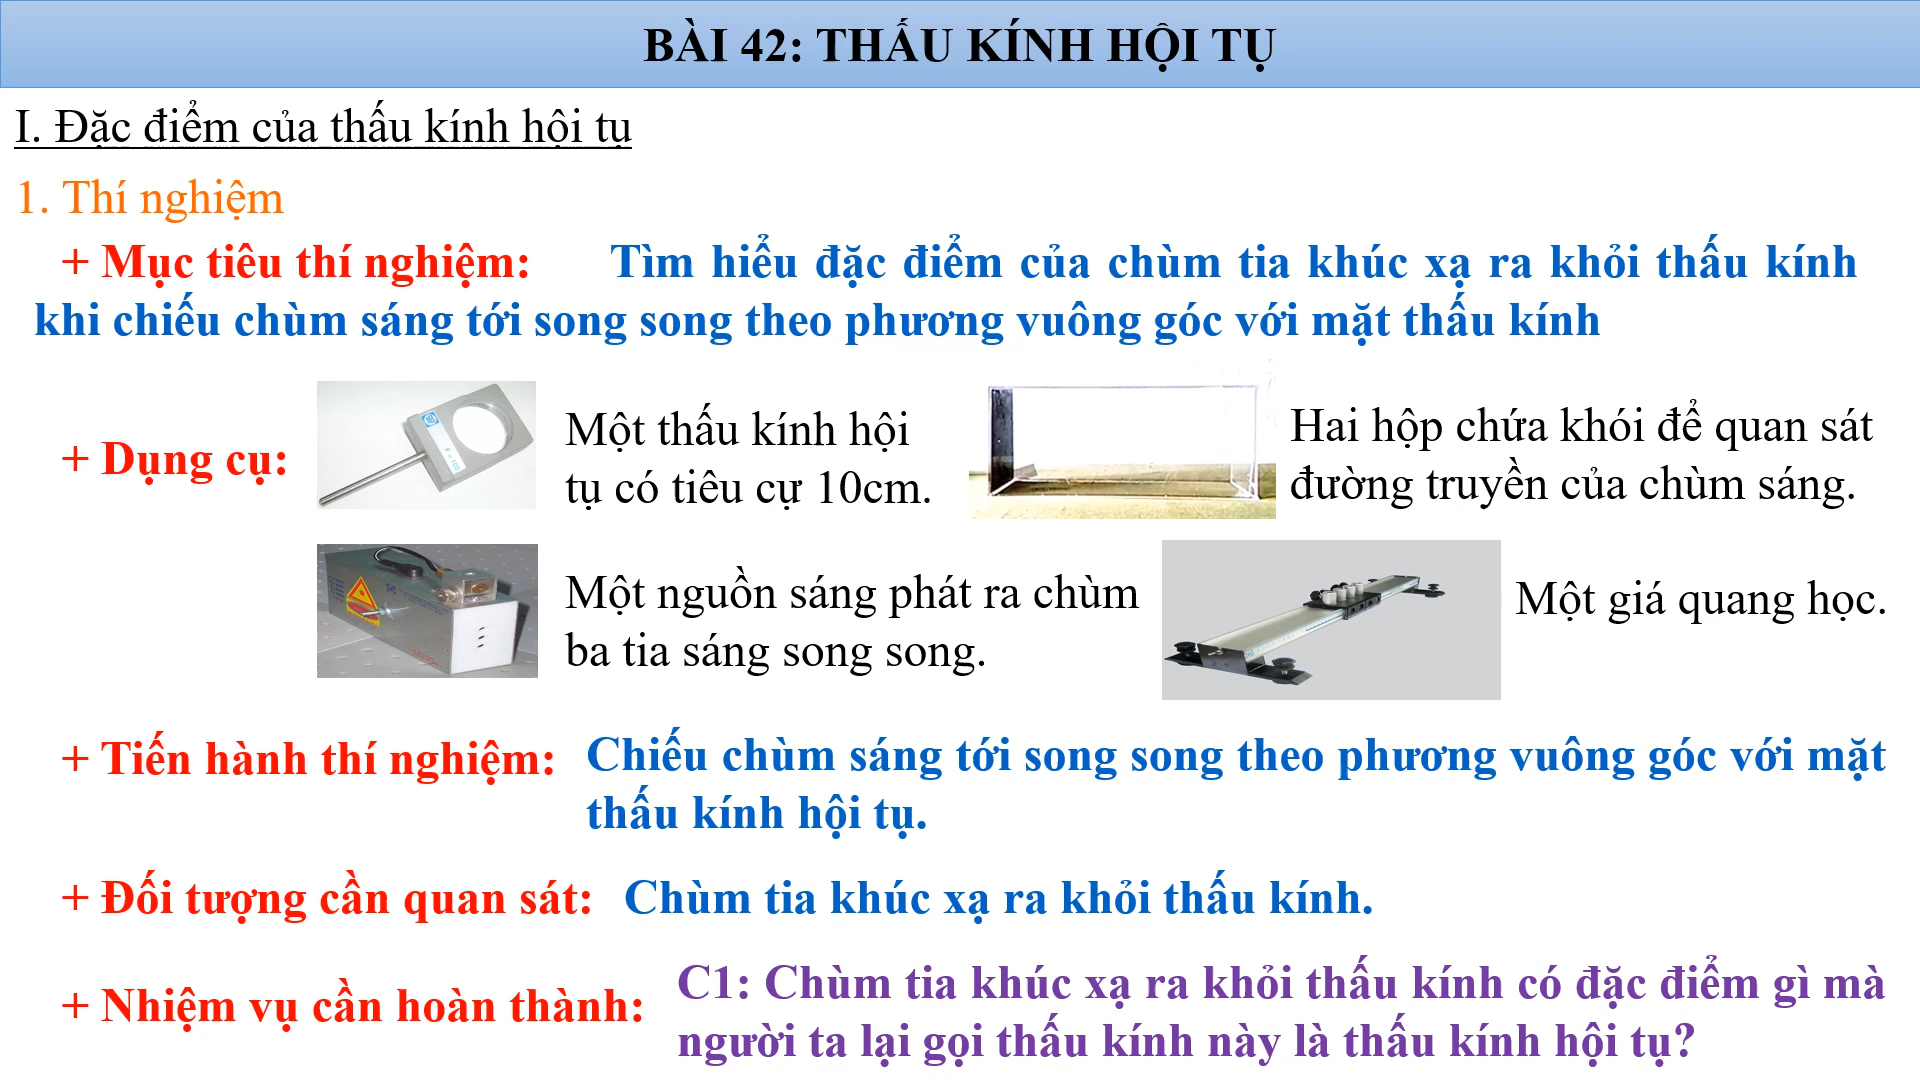 BÀI 42: THẤU KÍNH HỘI TỤ
I. Đặc điểm của thấu kính hội tụ
1. Thí nghiệm
+ Mục tiêu thí nghiệm: Tìm hiểu đặc điểm của chùm tia khúc xạ ra khỏi thấu kính
khi chiếu chùm sáng tới song song theo phương vuông góc với mặt thấu kính
+ Dụng cụ:
Một thấu kính hội
tụ có tiêu cự 10cm.
Hai hộp chứa khói để quan sát
đường truyền của chùm sáng.
Một nguồn sáng phát ra chùm
ba tia sáng song song.
Một giá quang học.
+ Tiến hành thí nghiệm: Chiếu chùm sáng tới song song theo phương vuông góc với mặt
thấu kính hội tụ.
+ Đối tượng cần quan sát: Chùm tia khúc xạ ra khỏi thấu kính.
+ Nhiệm vụ cần hoàn thành: C1: Chùm tia khúc xạ ra khỏi thấu kính có đặc điểm gì mà
người ta lại gọi thấu kính này là thấu kính hội tụ?